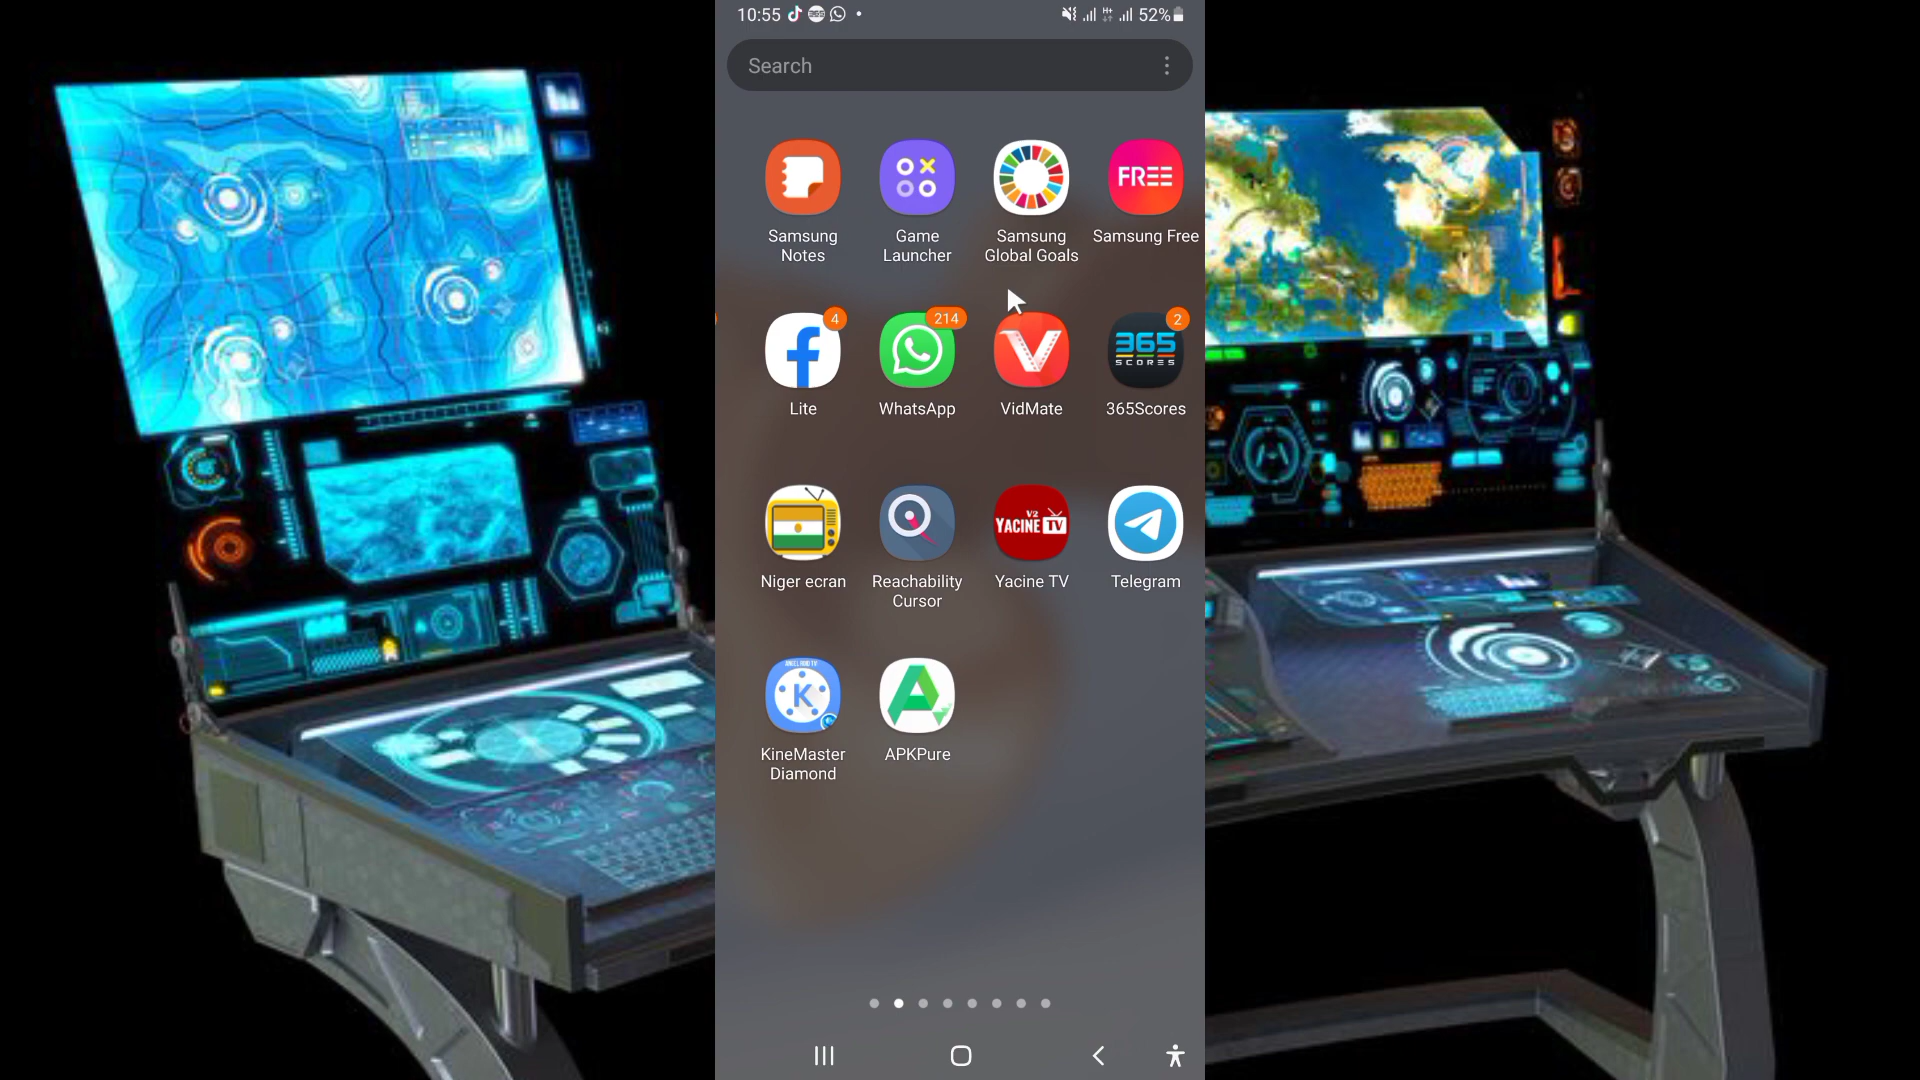 10:55
H+
52%
Search
FREE
Samsung
Notes
Game
Launcher
Samsung
Global Goals
Samsung Free
4
214
2
365
SCORES
Lite
WhatsApp
VidMate
365Scores
V2
YACINE TV
Niger ecran
Reachability
Cursor
Yacine TV
Telegram
K
KineMaster
Diamond
APKPure